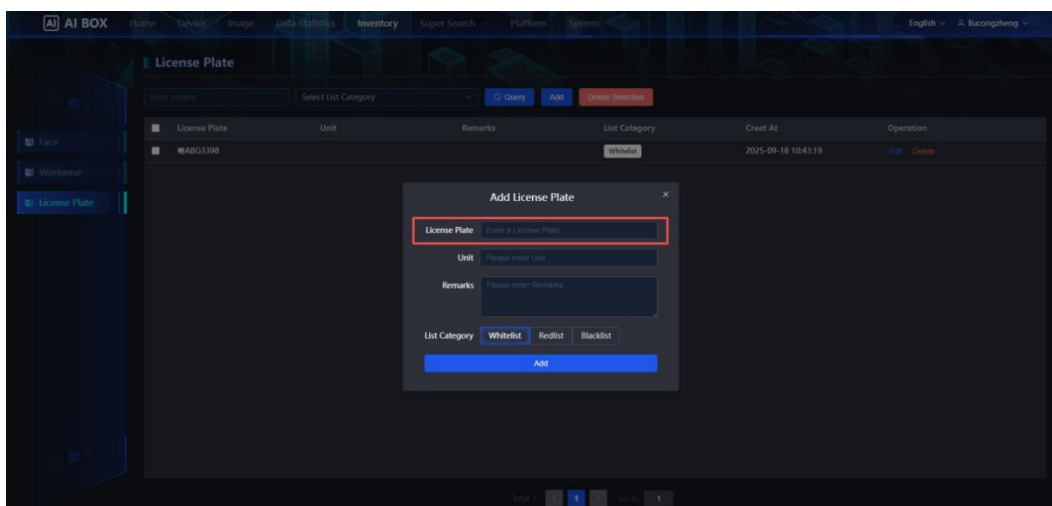 AI AI BOX Home Device Image Data Statistics Inventory Super Search Platform System English liucongzheng
License Plate
Enter a name Select List Category Query Add Delete Selection
License Plate Unit Remarks List Category Creat At Operation
ABG3398 Whitelist 2025-09-18 10:43:19 Edit Delete
Face
Workwear
License Plate
Add License Plate ×
License Plate Enter a License Plate
Unit Please enter Unit
Remarks Please enter Remarks
List Category Whitelist Redlist Blacklist
Add
Total 1 < 1 > Go to 1